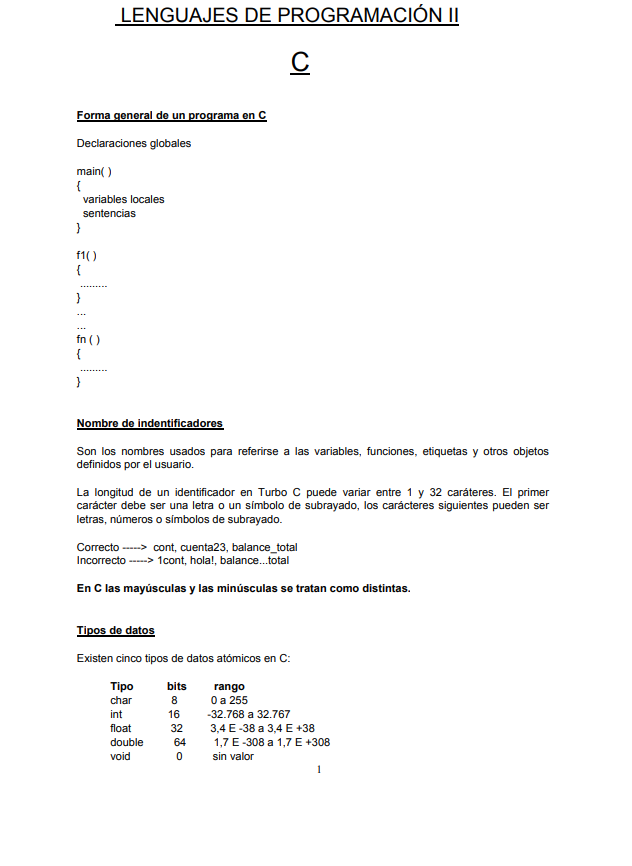 LENGUAJES DE PROGRAMACIÓN II
C
Forma general de un programa en C
Declaraciones globales
main( )
{
variables locales
sentencias
}
f1( )
{
.........
}
...
...
fn ( )
{
.........
}
Nombre de indentificadores
Son los nombres usados para referirse a las variables, funciones, etiquetas y otros objetos
definidos por el usuario.
La longitud de un identificador en Turbo C puede variar entre 1 y 32 caráteres. El primer
carácter debe ser una letra o un símbolo de subrayado, los carácteres siguientes pueden ser
letras, números o símbolos de subrayado.
Correcto -----> cont, cuenta23, balance_total
Incorrecto -----> 1cont, hola!, balance...total
En C las mayúsculas y las minúsculas se tratan como distintas.
Tipos de datos
Existen cinco tipos de datos atómicos en C:
Tipo bits rango
char 8 0 a 255
int 16 -32.768 a 32.767
float 32 3,4 E -38 a 3,4 E +38
double 64 1,7 E -308 a 1,7 E +308
void 0 sin valor
1